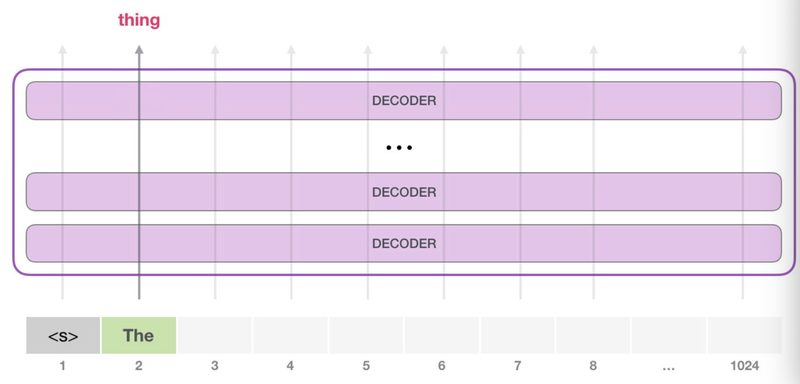 thing
DECODER
...
DECODER
DECODER
<s> The
1 2 3 4 5 6 7 8 ... 1024